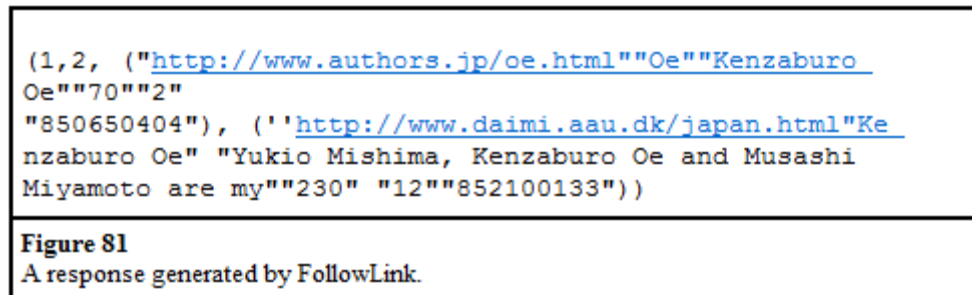 (1,2, ("http://www.authors.jp/oe.html""Oe""Kenzaburo
Oe""70""2"
"850650404"), (''http://www.daimi.aau.dk/japan.html"Ke
nzaburo Oe" "Yukio Mishima, Kenzaburo Oe and Musashi
Miyamoto are my""230" "12""852100133"))
Figure 81
A response generated by FollowLink.